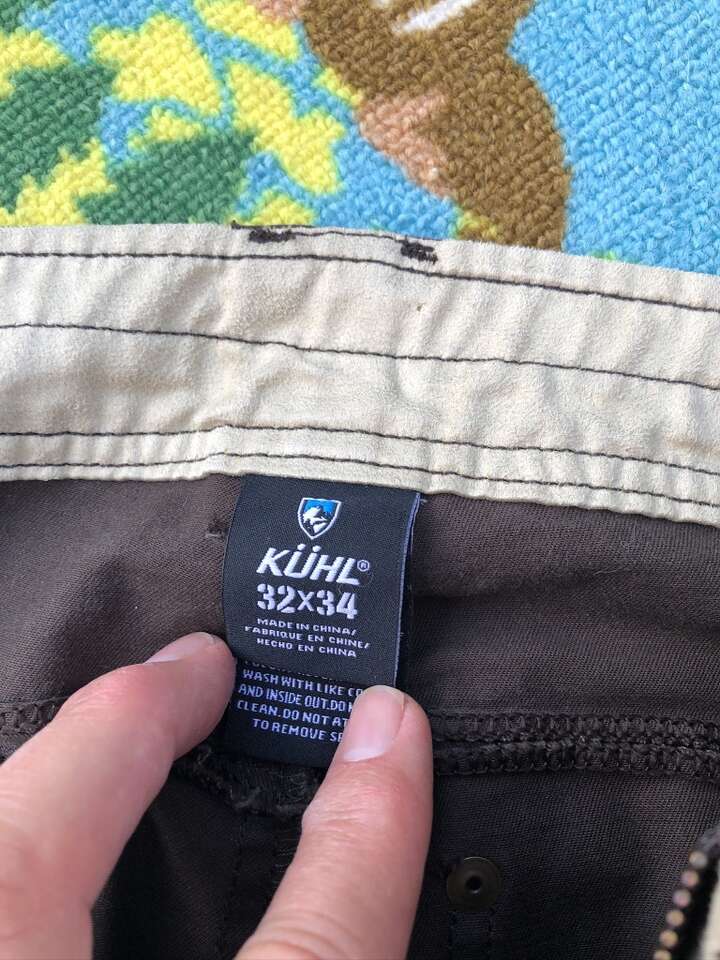 KÜHL®
32X34
MADE IN CHINA/
FABRIQUE EN CHINE/
HECHO EN CHINA
WASH WITH LIKE
AND INSIDE OUT. DO
CLEAN. DO NOT
TO REMOVE